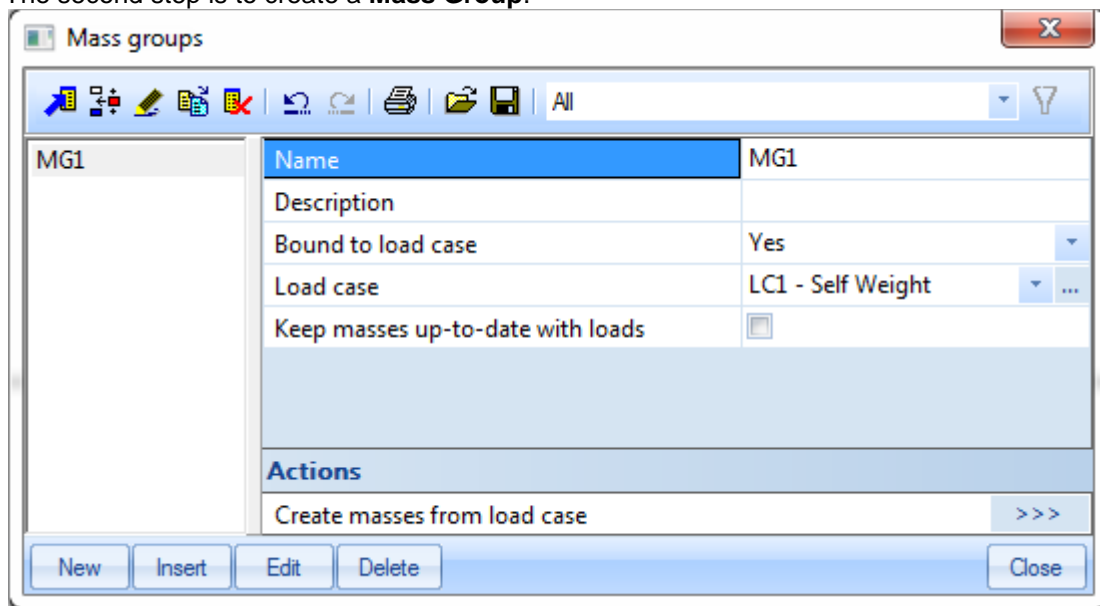 The second step is to create a Mass Group.
Mass groups
All
MG1
Name MG1
Description
Bound to load case Yes
Load case LC1 - Self Weight ...
Keep masses up-to-date with loads
Actions
Create masses from load case >>>
New Insert Edit Delete Close